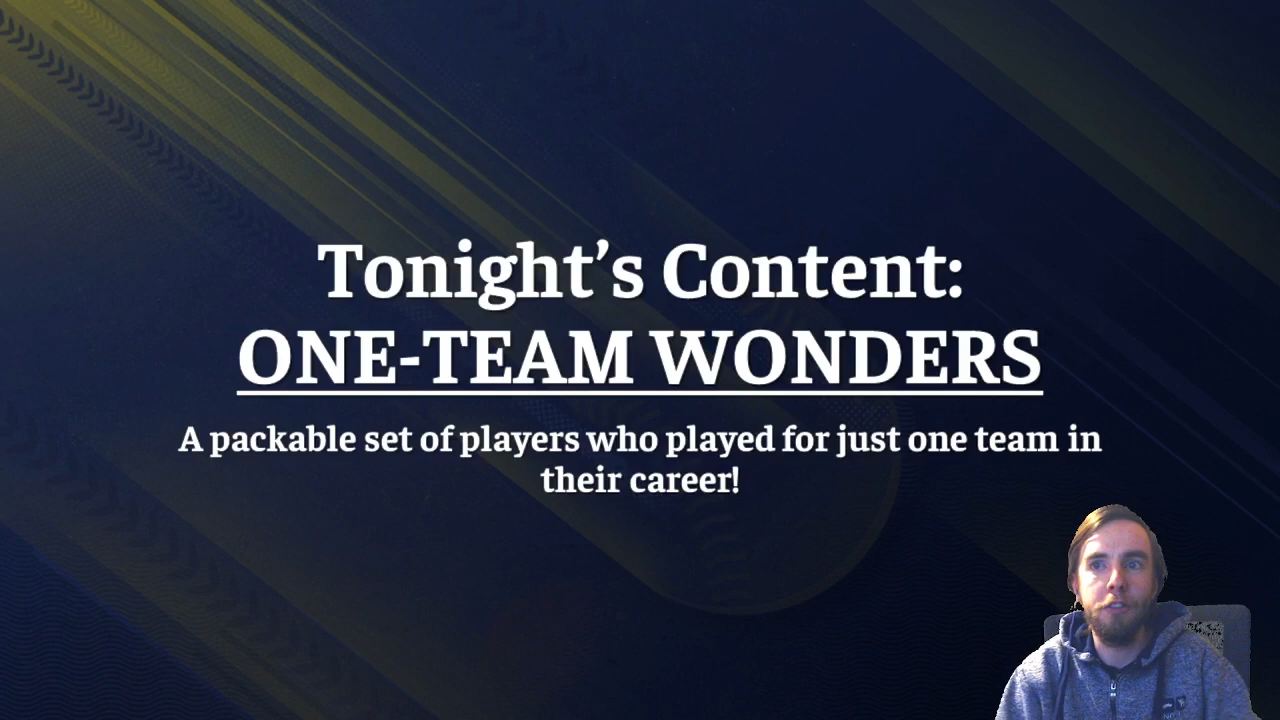 Tonight’s Content:
ONE-TEAM WONDERS
A packable set of players who played for just one team in
their career!